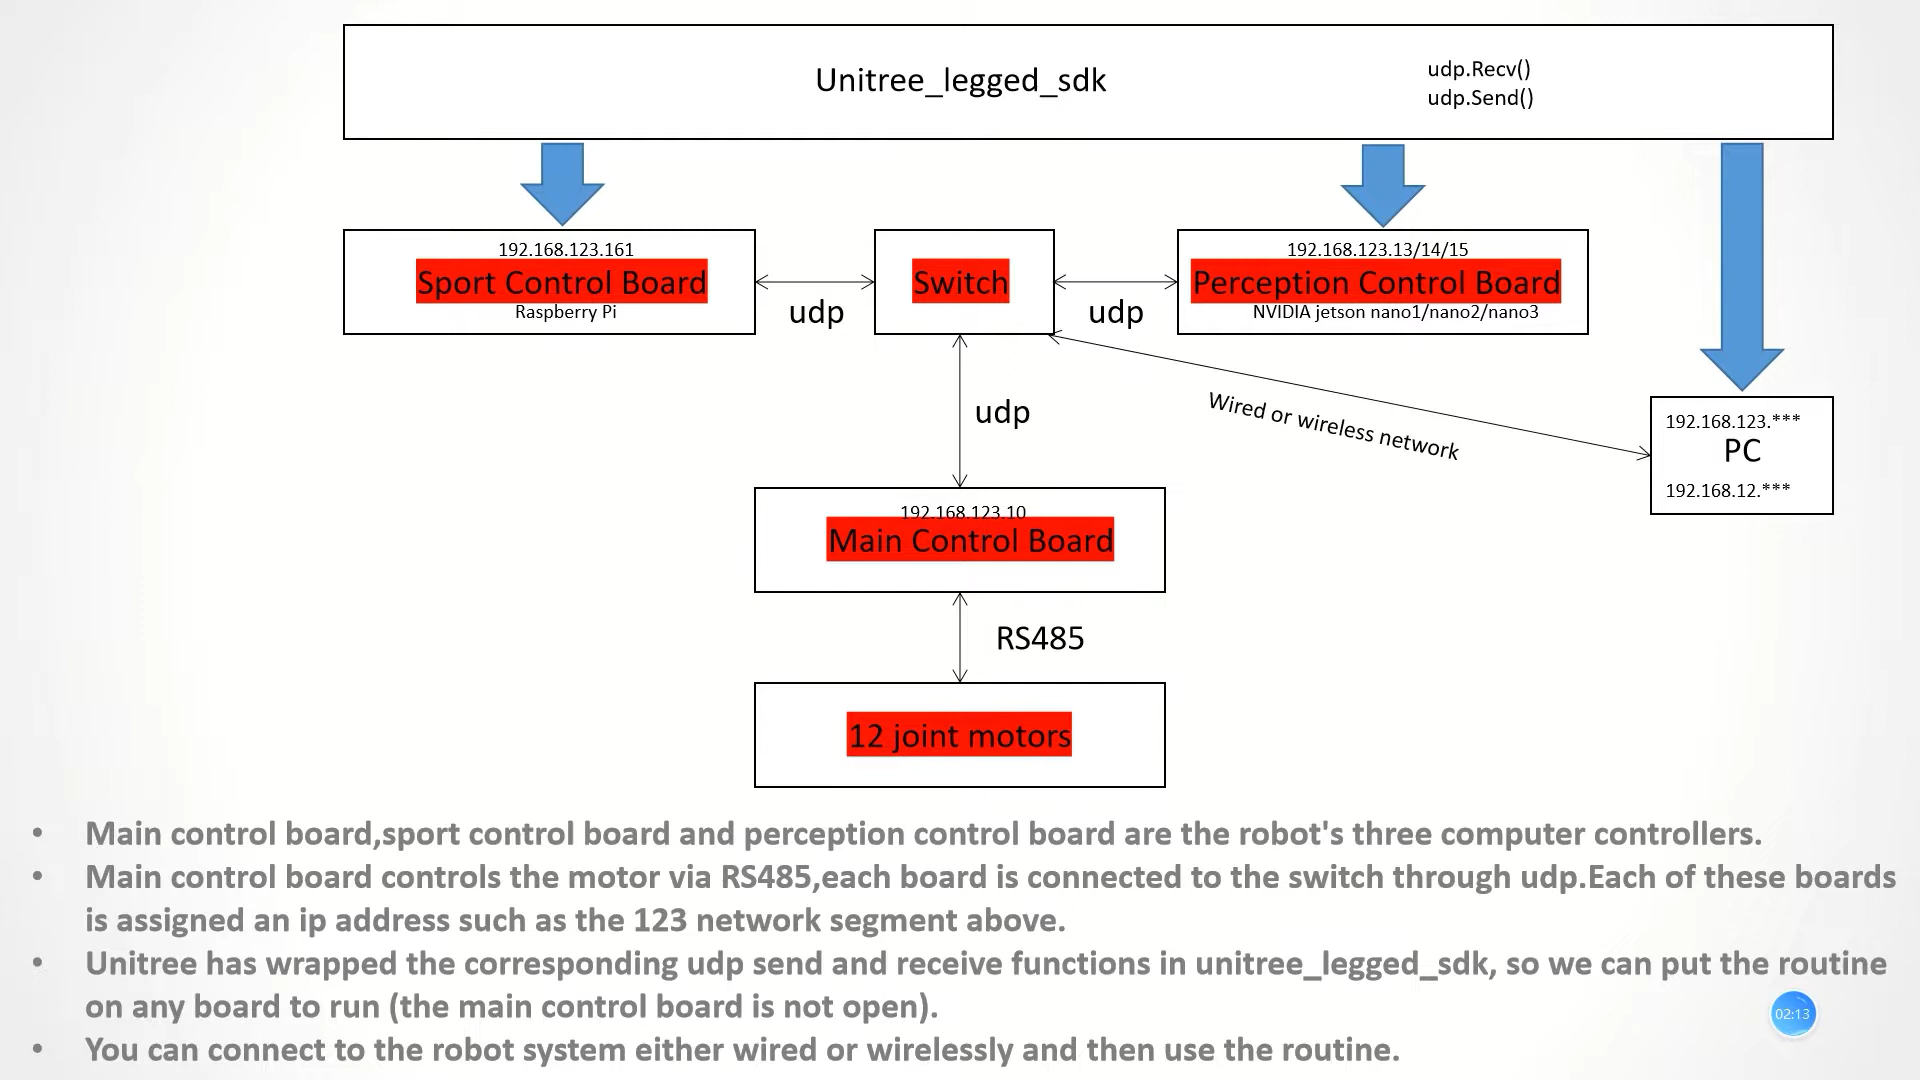 Unitree_legged_sdk
udp.Recv()
udp.Send()
192.168.123.161
Sport Control Board
Raspberry Pi
udp
Switch
udp
192.168.123.13/14/15
Perception Control Board
NVIDIA jetson nano1/nano2/nano3
udp
Wired or wireless network
192.168.123.***
PC
192.168.12.***
192.168.123.10
Main Control Board
RS485
12 joint motors
• Main control board,sport control board and perception control board are the robot's three computer controllers.
• Main control board controls the motor via RS485,each board is connected to the switch through udp.Each of these boards
is assigned an ip address such as the 123 network segment above.
• Unitree has wrapped the corresponding udp send and receive functions in unitree_legged_sdk, so we can put the routine
on any board to run (the main control board is not open).
• You can connect to the robot system either wired or wirelessly and then use the routine.
02:13